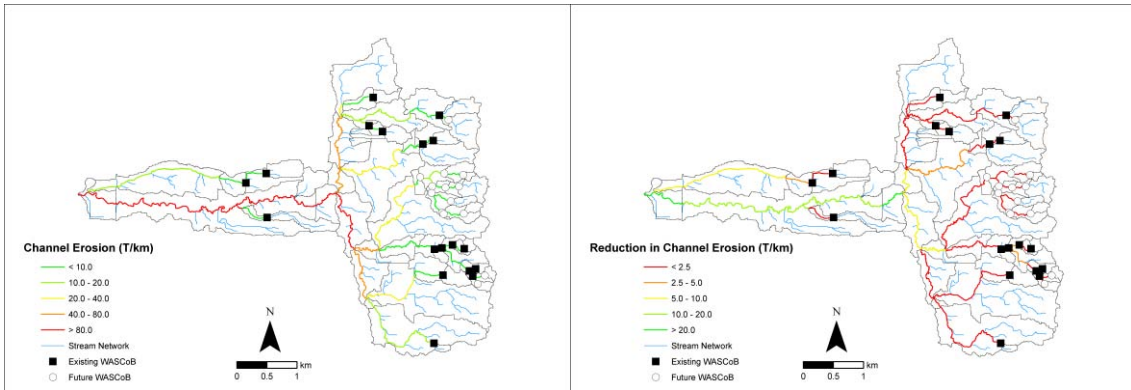 N
Channel Erosion (T/km)
< 10.0
10.0 - 20.0
20.0 - 40.0
40.0 - 80.0
> 80.0
Stream Network
Existing WASCoB
Future WASCoB
km
0 0.5 1
N
Reduction in Channel Erosion (T/km)
< 2.5
2.5 - 5.0
5.0 - 10.0
10.0 - 20.0
> 20.0
Stream Network
Existing WASCoB
Future WASCoB
km
0 0.5 1